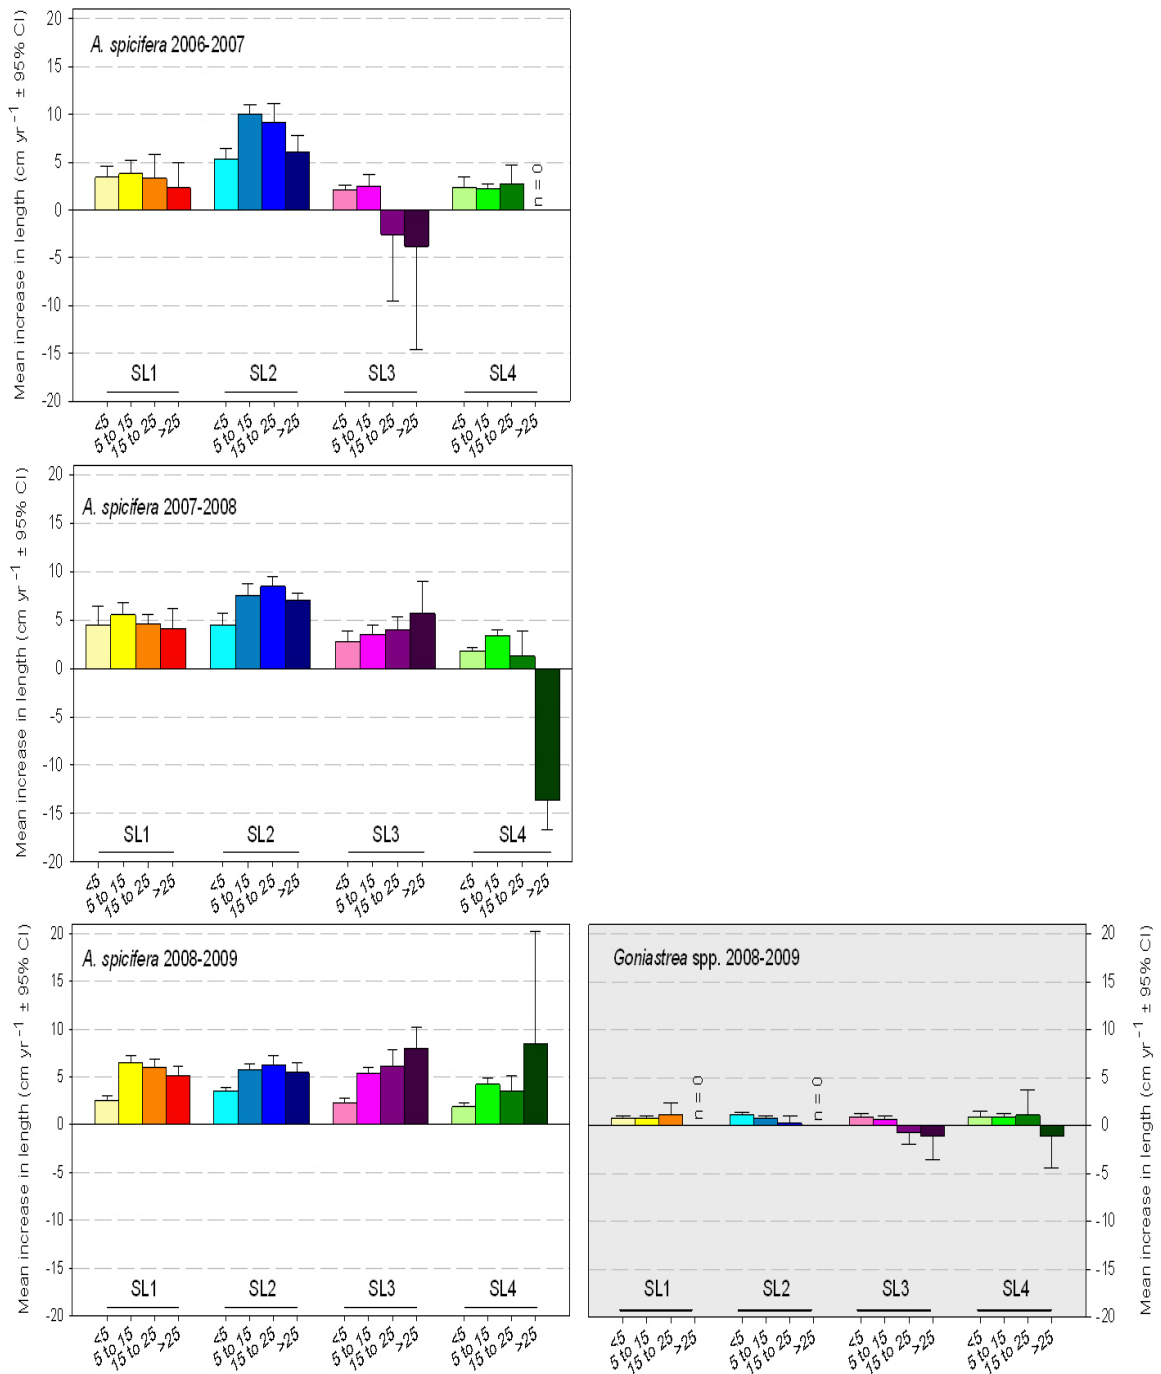 A. spicifera 2006-2007
Mean increase in length (cm yr⁻¹ ± 95% CI)
20
15
10
5
0
-5
-10
-15
-20
n = 0
SL1 SL2 SL3 SL4
<5 5 to 15 15 to 25 >25 <5 5 to 15 15 to 25 >25 <5 5 to 15 15 to 25 >25 <5 5 to 15 15 to 25 >25
A. spicifera 2007-2008
Mean increase in length (cm yr⁻¹ ± 95% CI)
20
15
10
5
0
-5
-10
-15
-20
SL1 SL2 SL3 SL4
<5 5 to 15 15 to 25 >25 <5 5 to 15 15 to 25 >25 <5 5 to 15 15 to 25 >25 <5 5 to 15 15 to 25 >25
A. spicifera 2008-2009
Mean increase in length (cm yr⁻¹ ± 95% CI)
20
15
10
5
0
-5
-10
-15
-20
SL1 SL2 SL3 SL4
<5 5 to 15 15 to 25 >25 <5 5 to 15 15 to 25 >25 <5 5 to 15 15 to 25 >25 <5 5 to 15 15 to 25 >25
Goniastrea spp. 2008-2009
n = 0
n = 0
SL1 SL2 SL3 SL4
<5 5 to 15 15 to 25 >25 <5 5 to 15 15 to 25 >25 <5 5 to 15 15 to 25 >25 <5 5 to 15 15 to 25 >25
20
15
10
5
0
-5
-10
-15
-20
Mean increase in length (cm yr⁻¹ ± 95% CI)